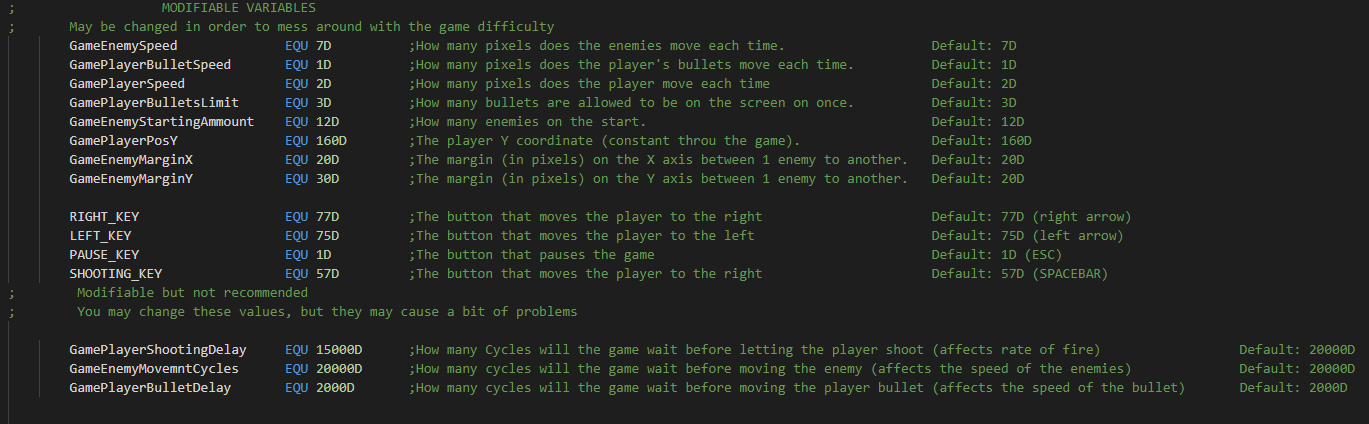 ;                   MODIFIABLE VARIABLES
;       May be changed in order to mess around with the game difficulty
        GameEnemySpeed              EQU 7D          ;How many pixels does the enemies move each time.                   Default: 7D
        GamePlayerBulletSpeed       EQU 1D          ;How many pixels does the player's bullets move each time.          Default: 1D
        GamePlayerSpeed             EQU 2D          ;How many pixels does the player move each time                     Default: 2D
        GamePlayerBulletsLimit      EQU 3D          ;How many bullets are allowed to be on the screen on once.          Default: 3D
        GameEnemyStartingAmmount    EQU 12D         ;How many enemies on the start.                                     Default: 12D
        GamePlayerPosY              EQU 160D        ;The player Y coordinate (constant throu the game).                 Default: 160D
        GameEnemyMarginX            EQU 20D         ;The margin (in pixels) on the X axis between 1 enemy to another.   Default: 20D
        GameEnemyMarginY            EQU 30D         ;The margin (in pixels) on the Y axis between 1 enemy to another.   Default: 20D

        RIGHT_KEY                   EQU 77D         ;The button that moves the player to the right                      Default: 77D (right arrow)
        LEFT_KEY                    EQU 75D         ;The button that moves the player to the left                       Default: 75D (left arrow)
        PAUSE_KEY                   EQU 1D          ;The button that pauses the game                                    Default: 1D (ESC)
        SHOOTING_KEY                EQU 57D         ;The button that moves the player to the right                      Default: 57D (SPACEBAR)
;        Modifiable but not recommended
;        You may change these values, but they may cause a bit of problems

        GamePlayerShootingDelay     EQU 15000D      ;How many Cycles will the game wait before letting the player shoot (affects rate of fire)                  Default: 20000D
        GameEnemyMovemntCycles      EQU 20000D      ;How many cycles will the game wait before moving the enemy (affects the speed of the enemies)              Default: 20000D
        GamePlayerBulletDelay       EQU 2000D       ;How many cycles will the game wait before moving the player bullet (affects the speed of the bullet)       Default: 2000D